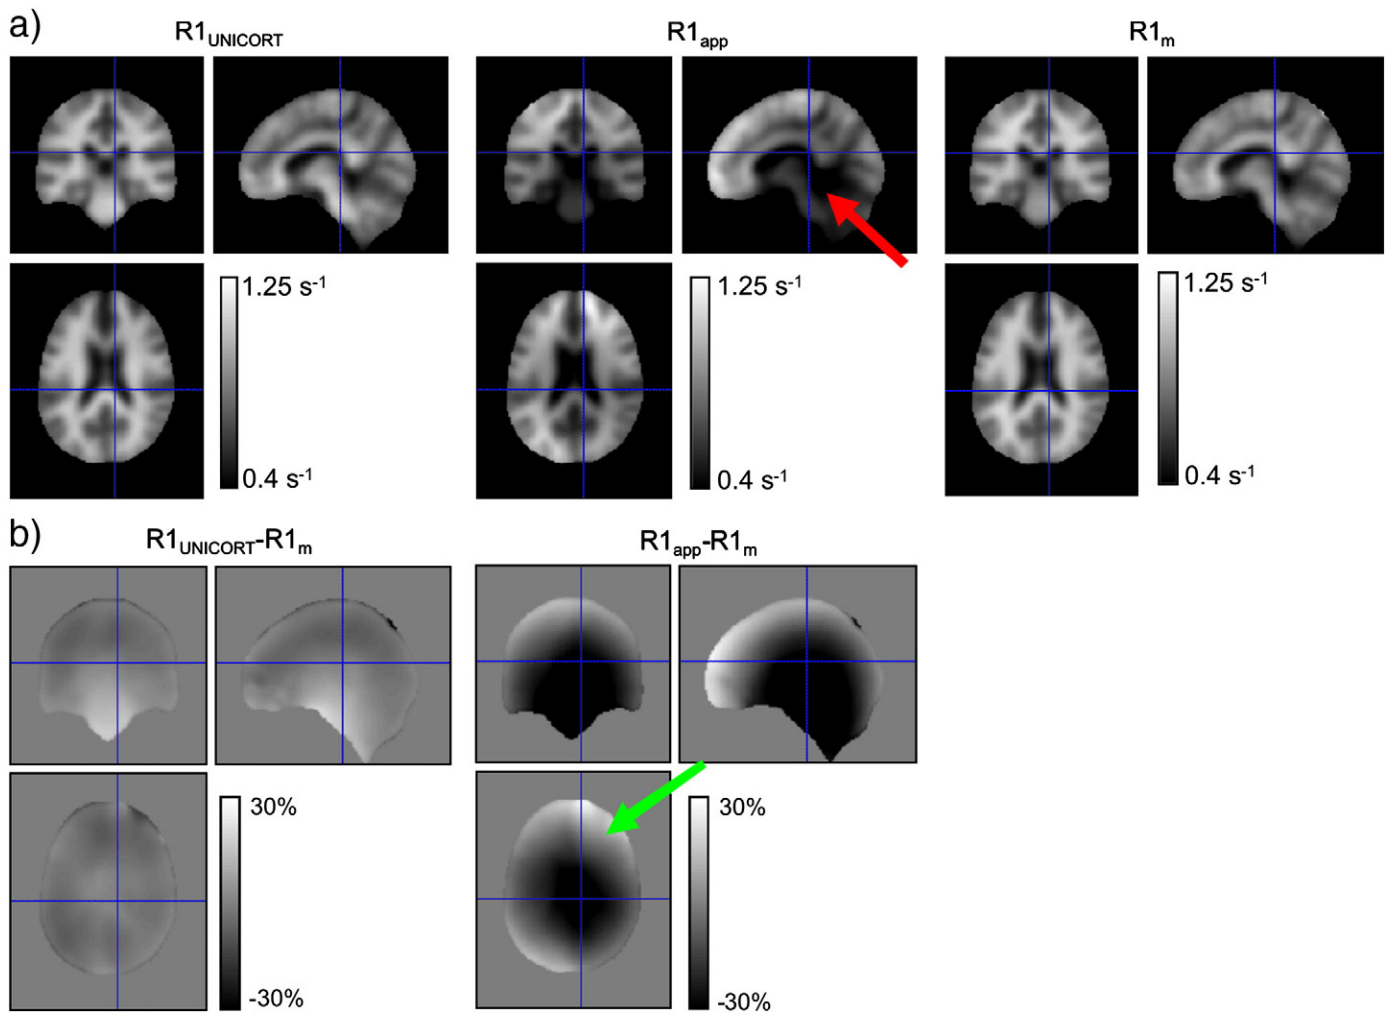 a)
R1UNICORT
R1app
R1m
1.25 s-1
0.4 s-1
1.25 s-1
0.4 s-1
1.25 s-1
0.4 s-1
b)
R1UNICORT-R1m
R1app-R1m
30%
-30%
30%
-30%